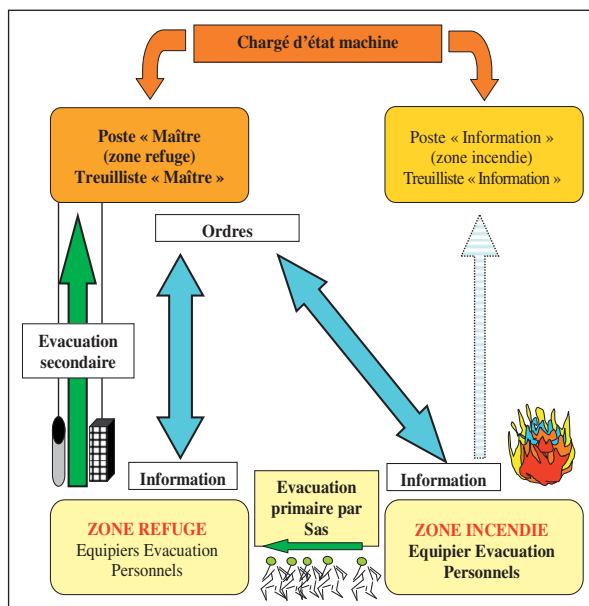 Chargé d'état machine
Poste « Maître »
(zone refuge)
Treuilliste « Maître »
Poste « Information »
(zone incendie)
Treuilliste « Information »
Ordres
Evacuation
secondaire
Information
Information
Evacuation
primaire par
Sas
ZONE REFUGE
Equipiers Evacuation
Personnels
ZONE INCENDIE
Equipier Evacuation
Personnels